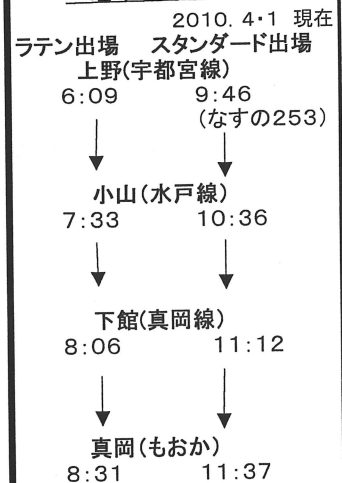 2010. 4・1 現在
ラテン出場 スタンダード出場
上野(宇都宮線)
6:09 9:46
(なすの253)
小山(水戸線)
7:33 10:36
下館(真岡線)
8:06 11:12
真岡(もおか)
8:31 11:37